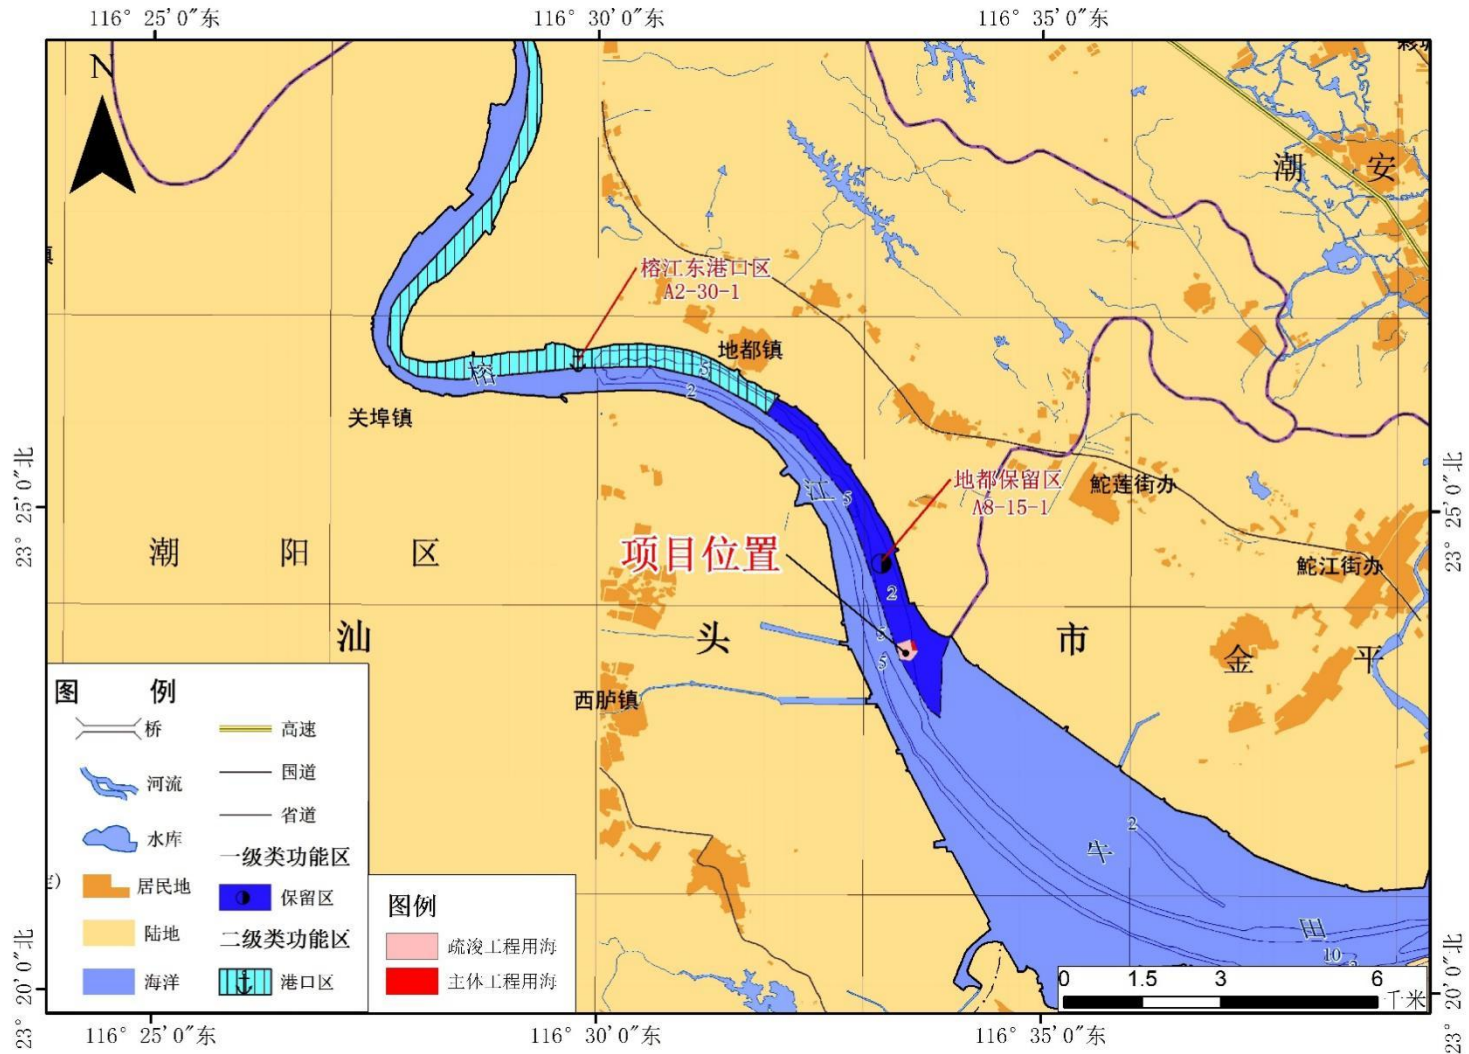 116° 25′0″东
116° 30′0″东
116° 35′0″东
N
潮安
榕江东港口区
A2-30-1
地都镇
5
2
榕
关埠镇
23° 25′0″北
23° 25′0″北
江
5
地都保留区
A8-15-1
鮀莲街办
鮀江街办
潮阳区
项目位置
2
汕头市
5
5
金平
西胪镇
2
牛
田
10
2
图例
桥
高速
河流
国道
省道
水库
一级类功能区
居民地
保留区
陆地
二级类功能区
海洋
港口区
图例
疏浚工程用海
主体工程用海
0 1.5 3 6
千米
23° 20′0″北
23° 20′0″北
116° 25′0″东
116° 30′0″东
116° 35′0″东